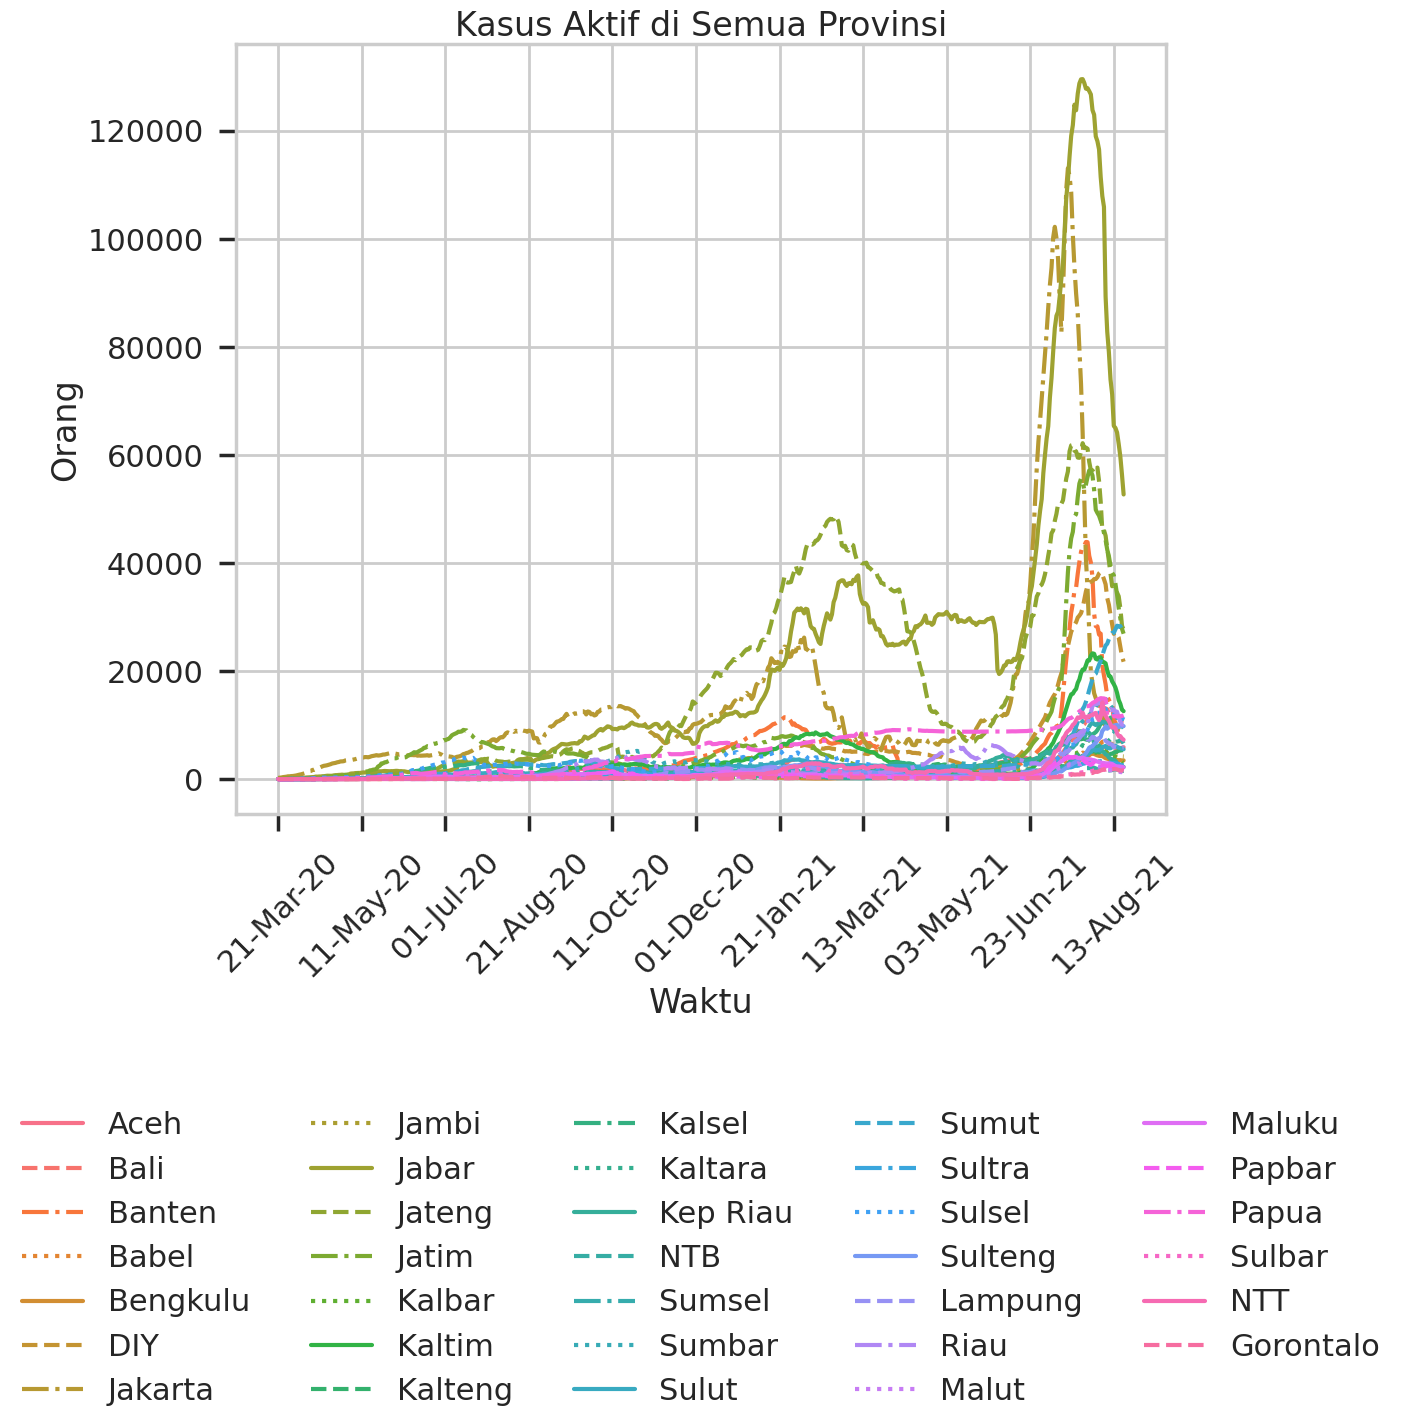 Kasus Aktif di Semua Provinsi
120000
100000
80000
60000
40000
20000
0
Orang
21-Mar-20
11-May-20
01-Jul-20
21-Aug-20
11-Oct-20
01-Dec-20
21-Jan-21
13-Mar-21
03-May-21
23-Jun-21
13-Aug-21
Waktu
Aceh
Bali
Banten
Babel
Bengkulu
DIY
Jakarta
Jambi
Jabar
Jateng
Jatim
Kalbar
Kaltim
Kalteng
Kalsel
Kaltara
Kep Riau
NTB
Sumsel
Sumbar
Sulut
Sumut
Sultra
Sulsel
Sulteng
Lampung
Riau
Malut
Maluku
Papbar
Papua
Sulbar
NTT
Gorontalo